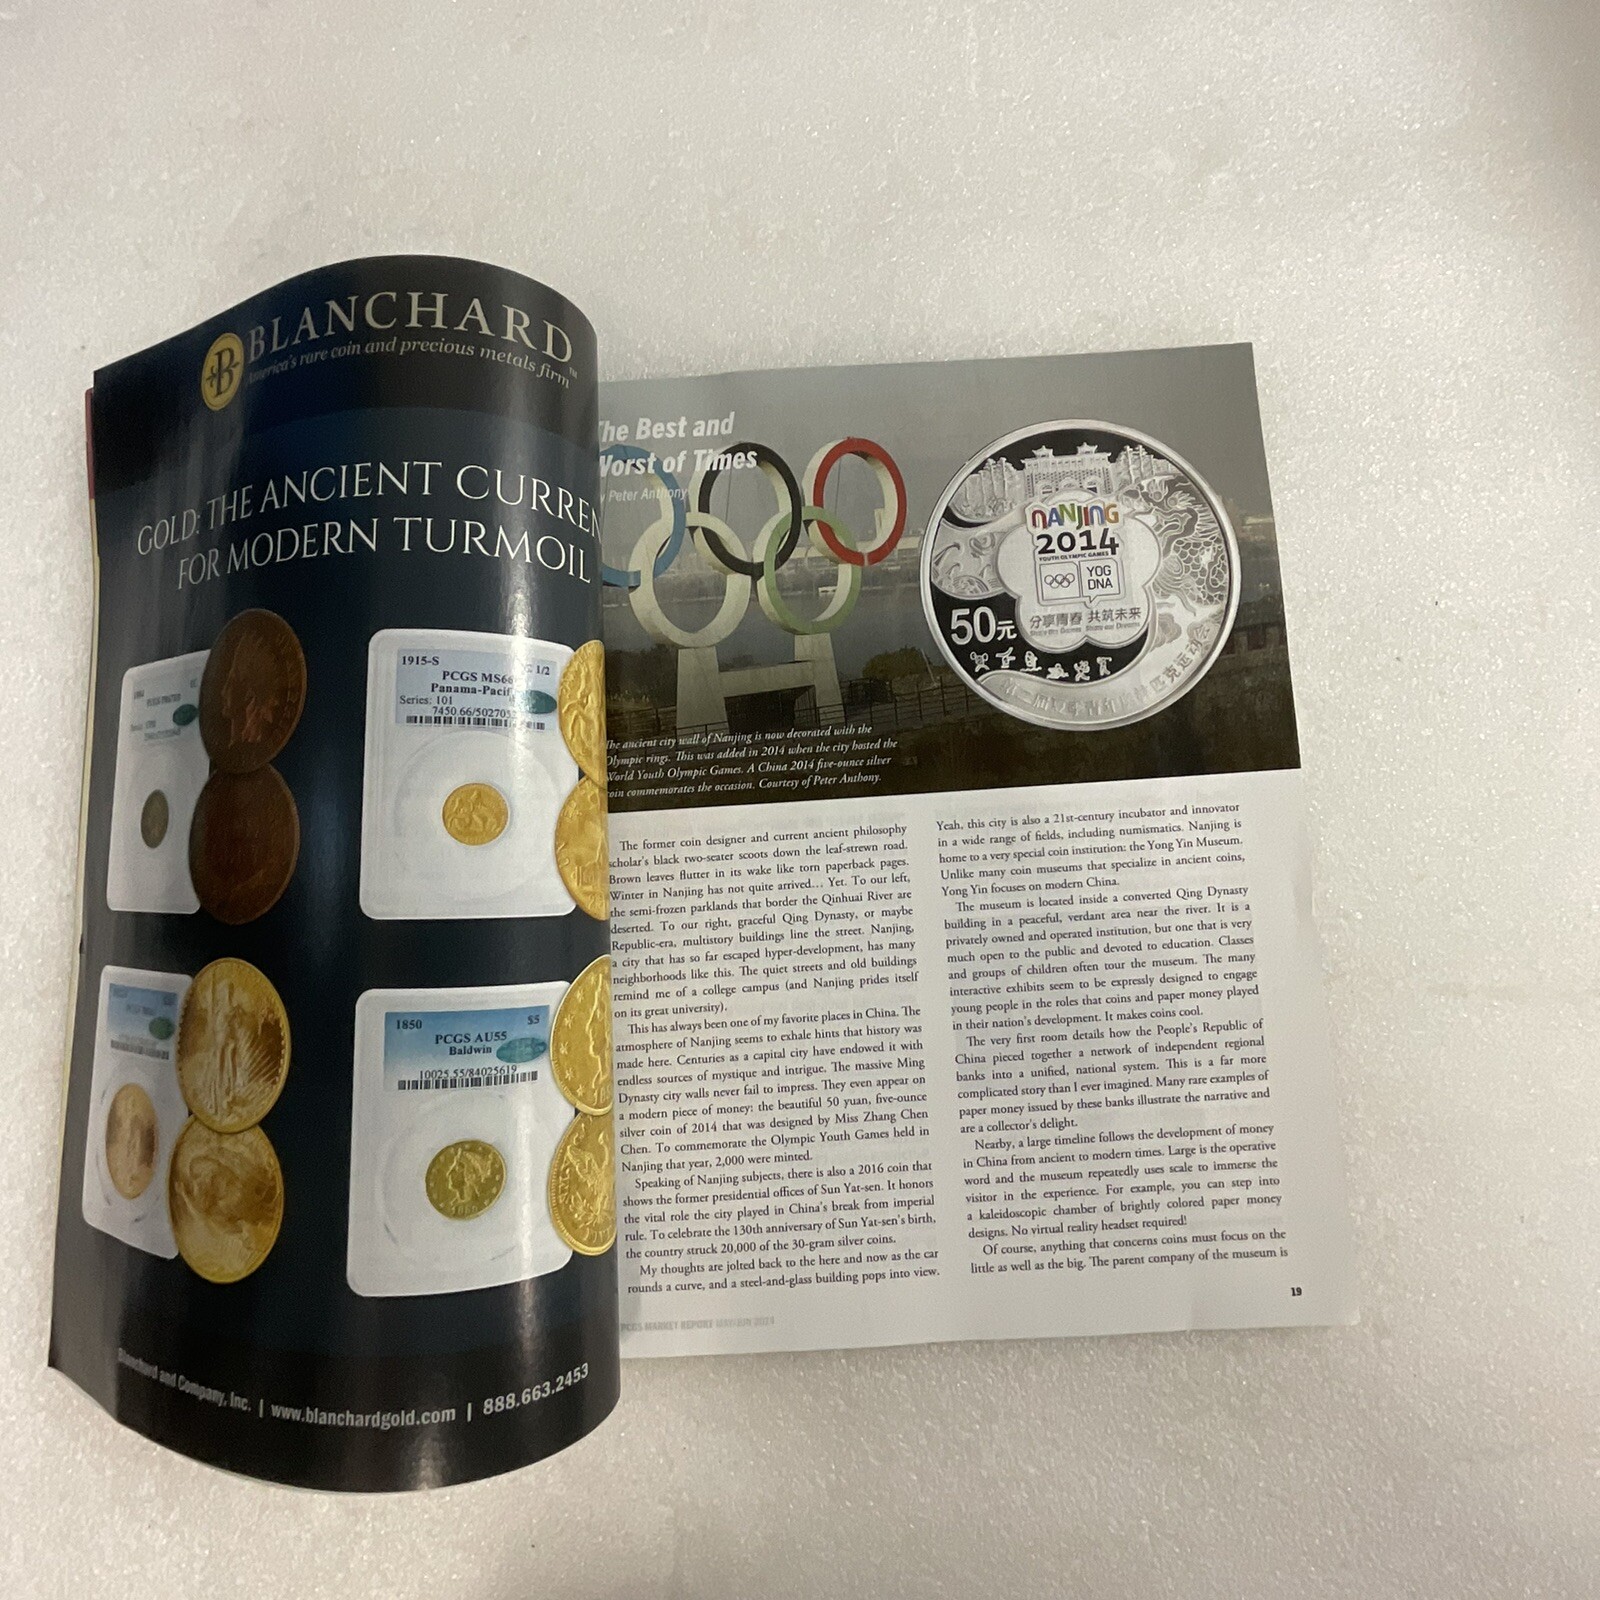 BLANCHARD™
America's rare coin and precious metals firm
GOLD: THE ANCIENT CURREN
FOR MODERN TURMOIL
1915-S
1/2
PCGS MS66
Panama-Pacif
Series: 101
1850
$5
PCGS AU55
Baldwin
10025.55/84025619
Blanchard and Company, Inc. | www.blanchardgold.com | 888.663.2453
The Best and
Worst of Times
by Peter Anthony
NANJING
2014
YOUTH OLYMPIC GAMES
YOG
DNA
50元
分享青春 共筑未来
The ancient city wall of Nanjing is now decorated with the
Olympic rings. This was added in 2014 when the city hosted the
World Youth Olympic Games. A China 2014 five-ounce silver
coin commemorates the occasion. Courtesy of Peter Anthony.
The former coin designer and current ancient philosophy
scholar's black two-seater scoots down the leaf-strewn road.
Brown leaves flutter in its wake like torn paperback pages.
Winter in Nanjing has not quite arrived... Yet. To our left,
the semi-frozen parklands that border the Qinhuai River are
deserted. To our right, graceful Qing Dynasty, or maybe
Republic-era, multistory buildings line the street. Nanjing,
a city that has so far escaped hyper-development, has many
neighborhoods like this. The quiet streets and old buildings
remind me of a college campus (and Nanjing prides itself
on its great university).
This has always been one of my favorite places in China. The
atmosphere of Nanjing seems to exhale hints that history was
made here. Centuries as a capital city have endowed it with
endless sources of mystique and intrigue. The massive Ming
Dynasty city walls never fail to impress. They even appear on
a modern piece of money: the beautiful 50 yuan, five-ounce
silver coin of 2014 that was designed by Miss Zhang Chen
Chen. To commemorate the Olympic Youth Games held in
Nanjing that year, 2,000 were minted.
Speaking of Nanjing subjects, there is also a 2016 coin that
shows the former presidential offices of Sun Yat-sen. It honors
the vital role the city played in China's break from imperial
rule. To celebrate the 130th anniversary of Sun Yat-sen's birth,
the country struck 20,000 of the 30-gram silver coins.
My thoughts are jolted back to the here and now as the car
rounds a curve, and a steel-and-glass building pops into view.
Yeah, this city is also a 21st-century incubator and innovator
in a wide range of fields, including numismatics. Nanjing is
home to a very special coin institution: the Yong Yin Museum.
Unlike many coin museums that specialize in ancient coins,
Yong Yin focuses on modern China.
The museum is located inside a converted Qing Dynasty
building in a peaceful, verdant area near the river. It is a
privately owned and operated institution, but one that is very
much open to the public and devoted to education. Classes
and groups of children often tour the museum. The many
interactive exhibits seem to be expressly designed to engage
young people in the roles that coins and paper money played
in their nation's development. It makes coins cool.
The very first room details how the People's Republic of
China pieced together a network of independent regional
banks into a unified, national system. This is a far more
complicated story than I ever imagined. Many rare examples of
paper money issued by these banks illustrate the narrative and
are a collector's delight.
Nearby, a large timeline follows the development of money
in China from ancient to modern times. Large is the operative
word and the museum repeatedly uses scale to immerse the
visitor in the experience. For example, you can step into
a kaleidoscopic chamber of brightly colored paper money
designs. No virtual reality headset required!
Of course, anything that concerns coins must focus on the
little as well as the big. The parent company of the museum is
PCGS MARKET REPORT MAY/JUN 2024
19